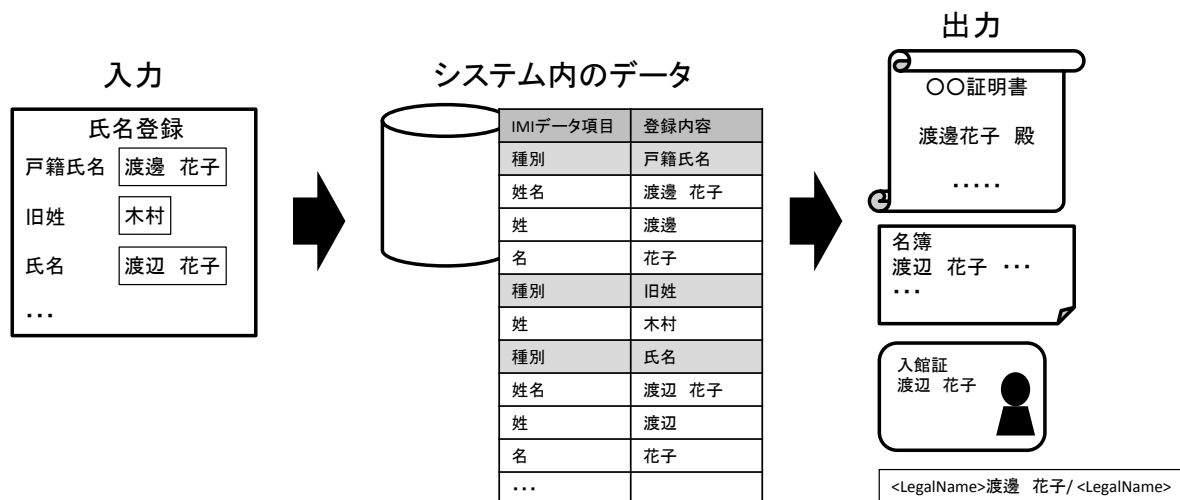 入力
氏名登録
戸籍氏名 渡邊 花子
旧姓 木村
氏名 渡辺 花子
・・・
システム内のデータ
IMIデータ項目 登録内容
種別 戸籍氏名
姓名 渡邊 花子
姓 渡邊
名 花子
種別 旧姓
姓 木村
種別 氏名
姓名 渡辺 花子
姓 渡辺
名 花子
・・・
出力
〇〇証明書
渡邊花子 殿
・・・・・
名簿
渡辺 花子 ・・・
・・・
入館証
渡辺 花子
<LegalName>渡邊 花子/ <LegalName>